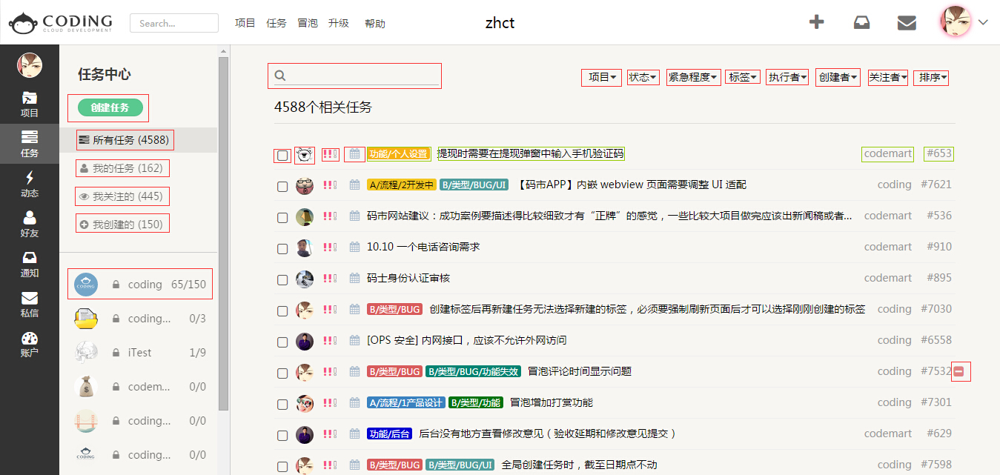 CODING
CLOUD DEVELOPMENT
Search...
项目 任务 冒泡 升级 帮助
zhct
项目
任务
动态
好友
通知
私信
账户
任务中心
创建任务
所有任务 (4588)
我的任务 (162)
我关注的 (445)
我创建的 (150)
CODING coding 65/150
coding... 0/3
iTest 1/9
codem... 0/0
coding... 0/0
CODING coding... 0/0
项目 状态 紧急程度 标签 执行者 创建者 关注者 排序
4588个相关任务
功能/个人设置 提现时需要在提现弹窗中输入手机验证码 codemart #653
A/流程/2开发中 B/类型/BUG/UI 【码市APP】内嵌 webview 页面需要调整 UI 适配 coding #7621
码市网站建议：成功案例要描述得比较细致才有“正牌”的感觉，一些比较大项目做完应该出新闻稿或者... codemart #536
10.10 一个电话咨询需求 codemart #910
码士身份认证审核 codemart #895
B/类型/BUG 创建标签后再新建任务无法选择新建的标签，必须要强制刷新页面后才可以选择刚刚创建的标签 coding #7030
[OPS 安全] 内网接口，应该不允许外网访问 coding #6558
B/类型/BUG B/类型/BUG/功能失效 冒泡评论时间显示问题 coding #7532
A/流程/1产品设计 B/类型/功能 冒泡增加打赏功能 coding #7301
功能/后台 后台没有地方查看修改意见（验收延期和修改意见提交） codemart #629
B/类型/BUG B/类型/BUG/UI 全局创建任务时，截至日期点不动 coding #7598